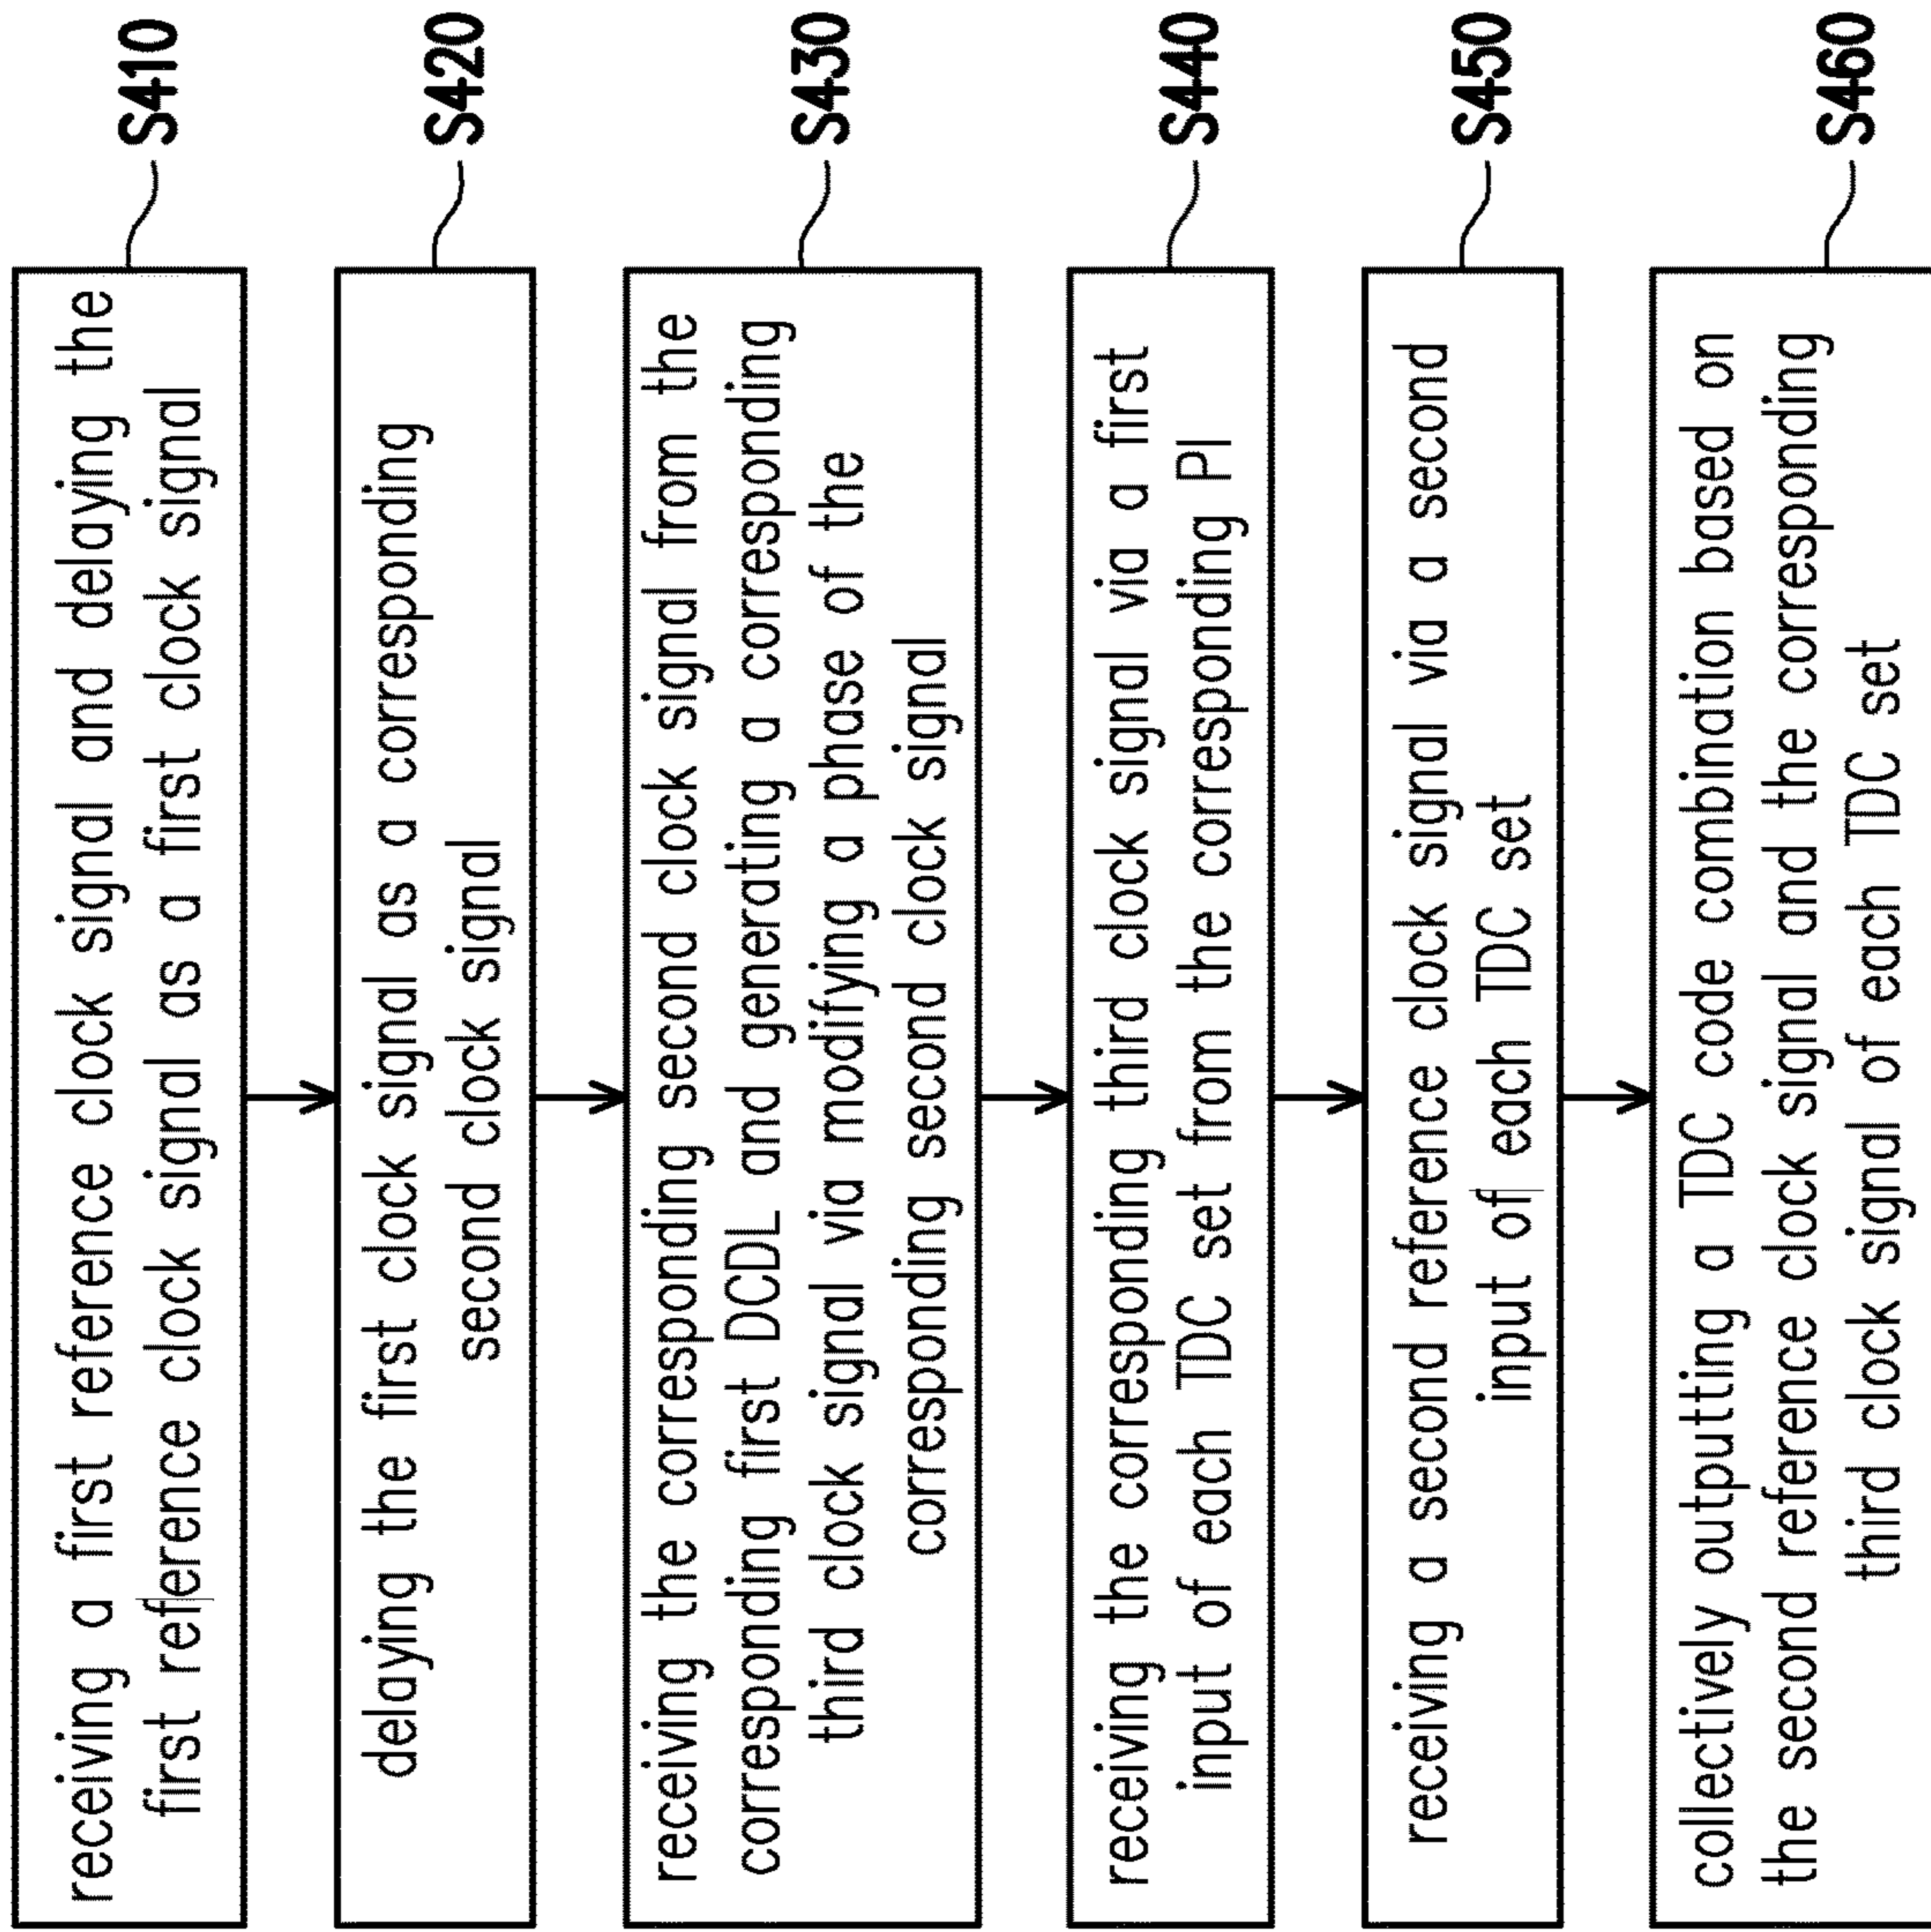 receiving a first reference clock signal and delaying the
first reference clock signal as a first clock signal
S410
delaying the first clock signal as a corresponding
second clock signal
S420
receiving the corresponding second clock signal from the
corresponding first DCDL and generating a corresponding
third clock signal via modifying a phase of the
corresponding second clock signal
S430
receiving the corresponding third clock signal via a first
input of each TDC set from the corresponding PI
S440
receiving a second reference clock signal via a second
input of each TDC set
S450
collectively outputting a TDC code combination based on
the second reference clock signal and the corresponding
third clock signal of each TDC set
S460